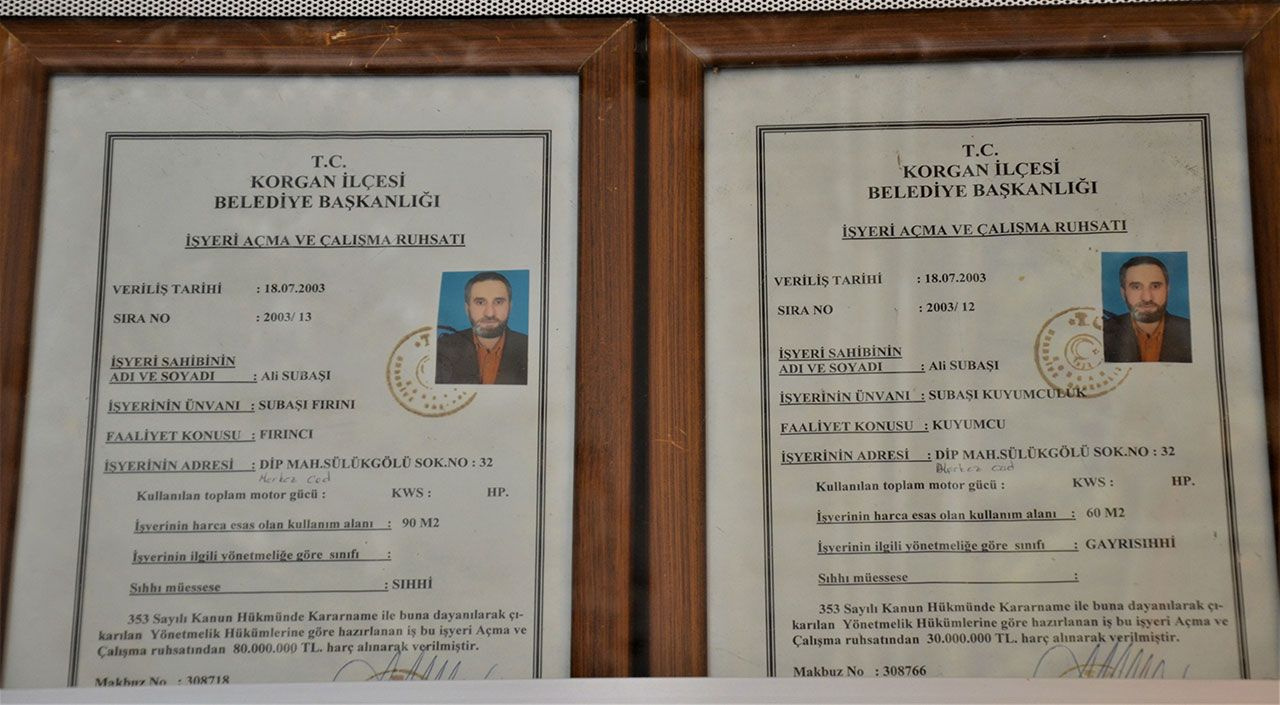 T.C.
KORGAN İLÇESİ
BELEDİYE BAŞKANLIĞI
İŞYERİ AÇMA VE ÇALIŞMA RUHSATI
VERİLİŞ TARİHİ : 18.07.2003
SIRA NO : 2003/ 13
İŞYERİ SAHİBİNİN
ADI VE SOYADI : Ali SUBAŞI
İŞYERİNİN ÜNVANI : SUBAŞI FIRINI
FAALİYET KONUSU : FIRINCI
İŞYERİNİN ADRESİ : DİP MAH.SÜLÜKGÖLÜ SOK.NO : 32
Merkez Cad
Kullanılan toplam motor gücü : KWS : HP.
İşyerinin harca esas olan kullanım alanı : 90 M2
İşyerinin ilgili yönetmeliğe göre sınıfı :
Sıhhı müessese : SIHHİ
353 Sayılı Kanun Hükmünde Kararname ile buna dayanılarak çı-
karılan Yönetmelik Hükümlerine göre hazırlanan iş bu işyeri Açma ve
Çalışma ruhsatından 80.000.000 TL. harç alınarak verilmiştir.
Makbuz No : 308718
T.C.
KORGAN İLÇESİ
BELEDİYE BAŞKANLIĞI
İŞYERİ AÇMA VE ÇALIŞMA RUHSATI
VERİLİŞ TARİHİ : 18.07.2003
SIRA NO : 2003/ 12
İŞYERİ SAHİBİNİN
ADI VE SOYADI : Ali SUBAŞI
İŞYERİNİN ÜNVANI : SUBAŞI KUYUMCULUK
FAALİYET KONUSU : KUYUMCU
İŞYERİNİN ADRESİ : DİP MAH.SÜLÜKGÖLÜ SOK.NO : 32
Merkez Cad
Kullanılan toplam motor gücü : KWS : HP.
İşyerinin harca esas olan kullanım alanı : 60 M2
İşyerinin ilgili yönetmeliğe göre sınıfı : GAYRISIHHİ
Sıhhı müessese :
353 Sayılı Kanun Hükmünde Kararname ile buna dayanılarak çı-
karılan Yönetmelik Hükümlerine göre hazırlanan iş bu işyeri Açma ve
Çalışma ruhsatından 30.000.000 TL. harç alınarak verilmiştir.
Makbuz No : 308766